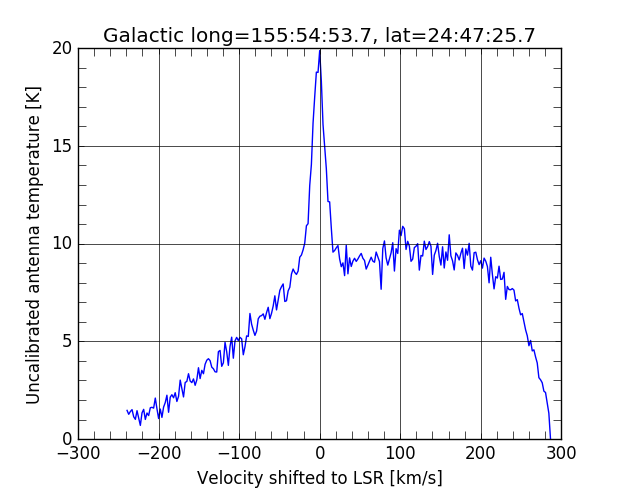 Galactic long=155:54:53.7, lat=24:47:25.7
Uncalibrated antenna temperature [K]
20
15
10
5
0
−300 −200 −100 0 100 200 300
Velocity shifted to LSR [km/s]